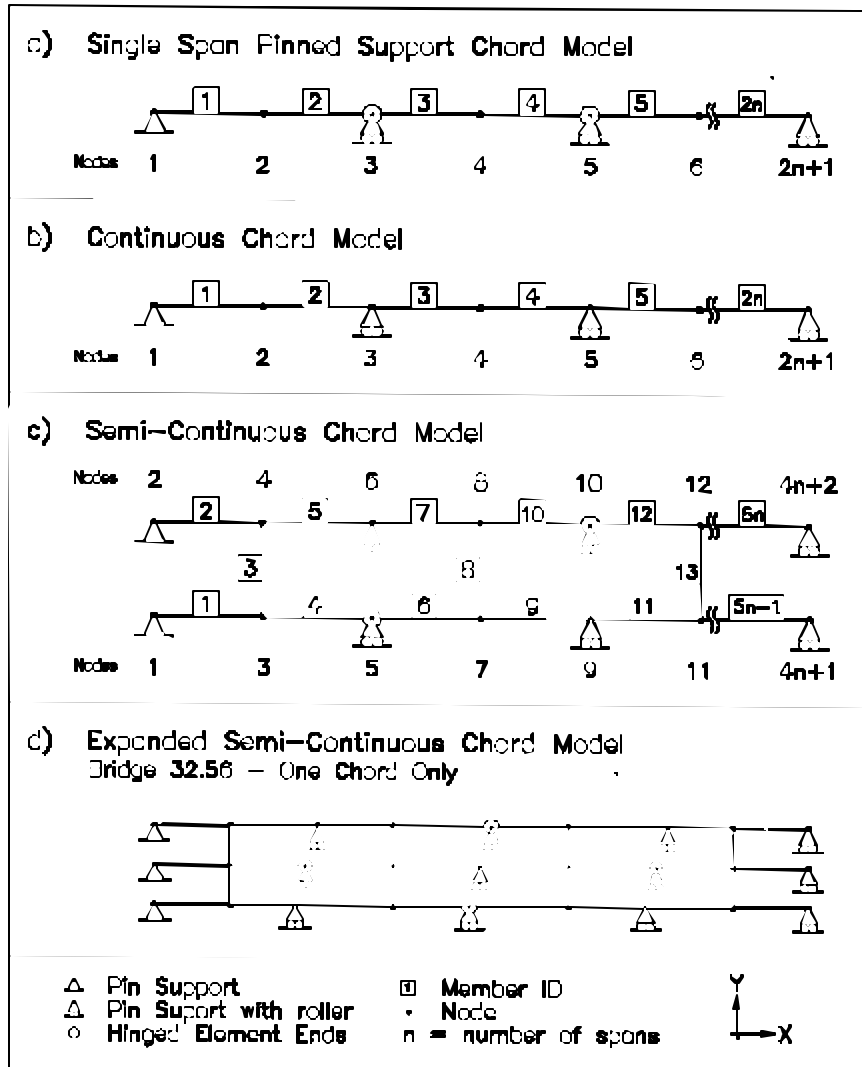 a) Single Span Pinned Support Chord Model
1 2 3 4 5 2n
Nodes 1 2 3 4 5 6 2n+1
b) Continuous Chord Model
1 2 3 4 5 2n
Nodes 1 2 3 4 5 6 2n+1
c) Semi-Continuous Chord Model
Nodes 2 4 6 8 10 12 4n+2
2 5 7 10 12 5n
3 8 13
1 4 6 9 11 5n-1
Nodes 1 3 5 7 9 11 4n+1
d) Expanded Semi-Continuous Chord Model
Bridge 32.56 - One Chord Only
Pin Support
Pin Suport with roller
Hinged Element Ends
1 Member ID
Node
n = number of spans
Y
X